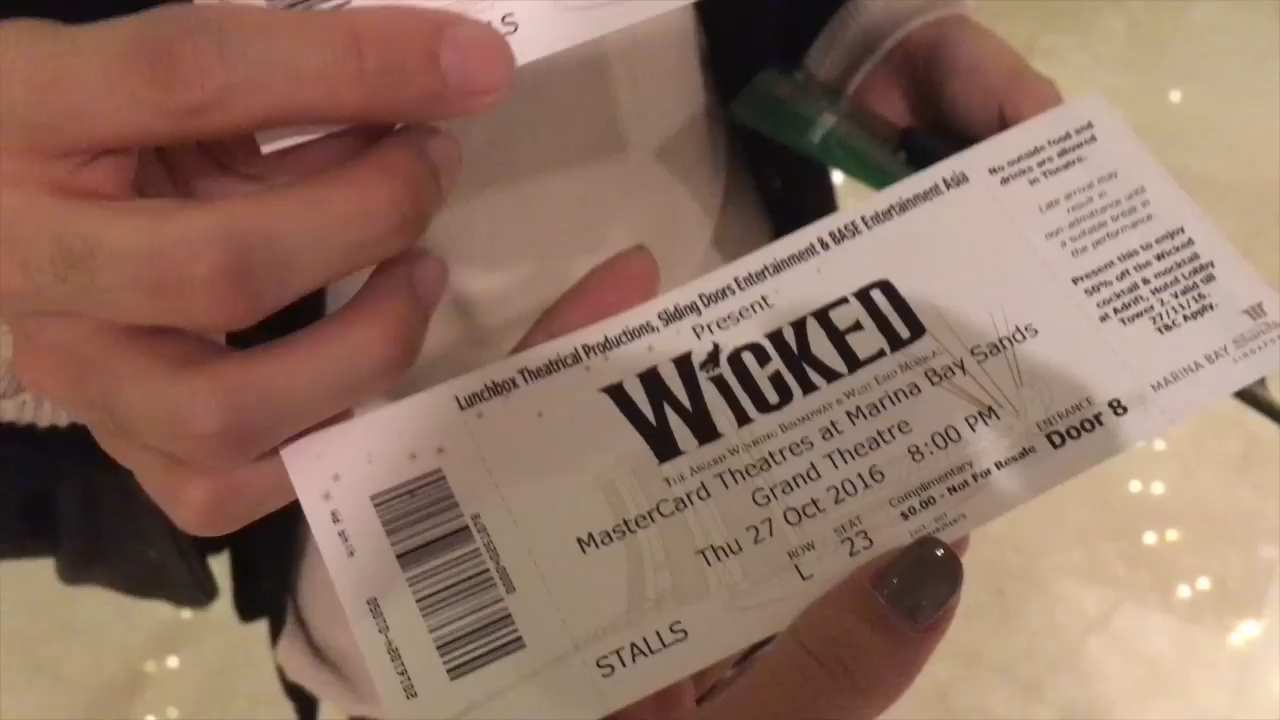 LS
Lunchbox Theatrical Productions, Sliding Doors Entertainment & BASE Entertainment Asia
Present
WICKED
THE AWARD WINNING BROADWAY & WEST END MUSICAL
MasterCard Theatres at Marina Bay Sands
Grand Theatre
Thu 27 Oct 2016 8:00 PM
ROW SEAT
L 23
Complimentary
$0.00 - Not For Resale
ENTRANCE
Door 8
STALLS
No outside food and
drinks are allowed
in Theatre.
Late arrival may
result in
non-admittance until
a suitable break in
the performance.
Present this to enjoy
50% off the Wicked
cocktail & mocktail
at Adrift, Hotel Lobby
Tower 2. Valid till
27/11/16.
T&C Apply.
MARINA BAY Sands